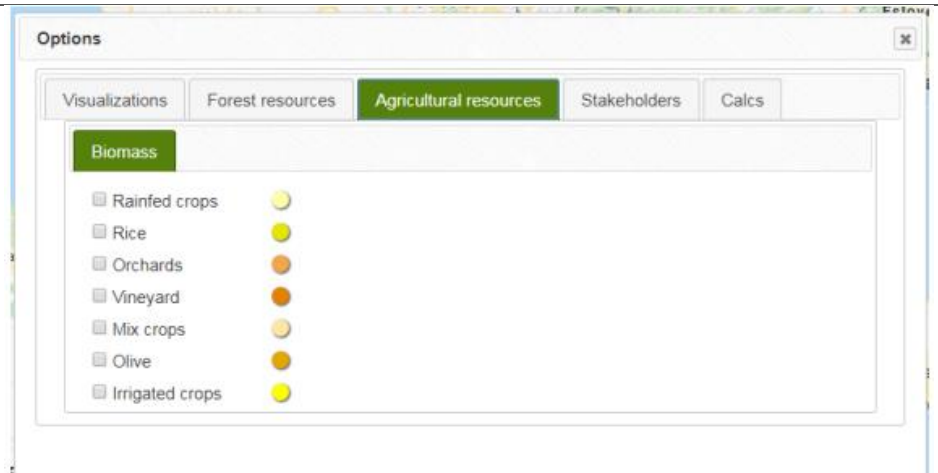 Options
Visualizations Forest resources Agricultural resources Stakeholders Calcs
Biomass
Rainfed crops
Rice
Orchards
Vineyard
Mix crops
Olive
Irrigated crops